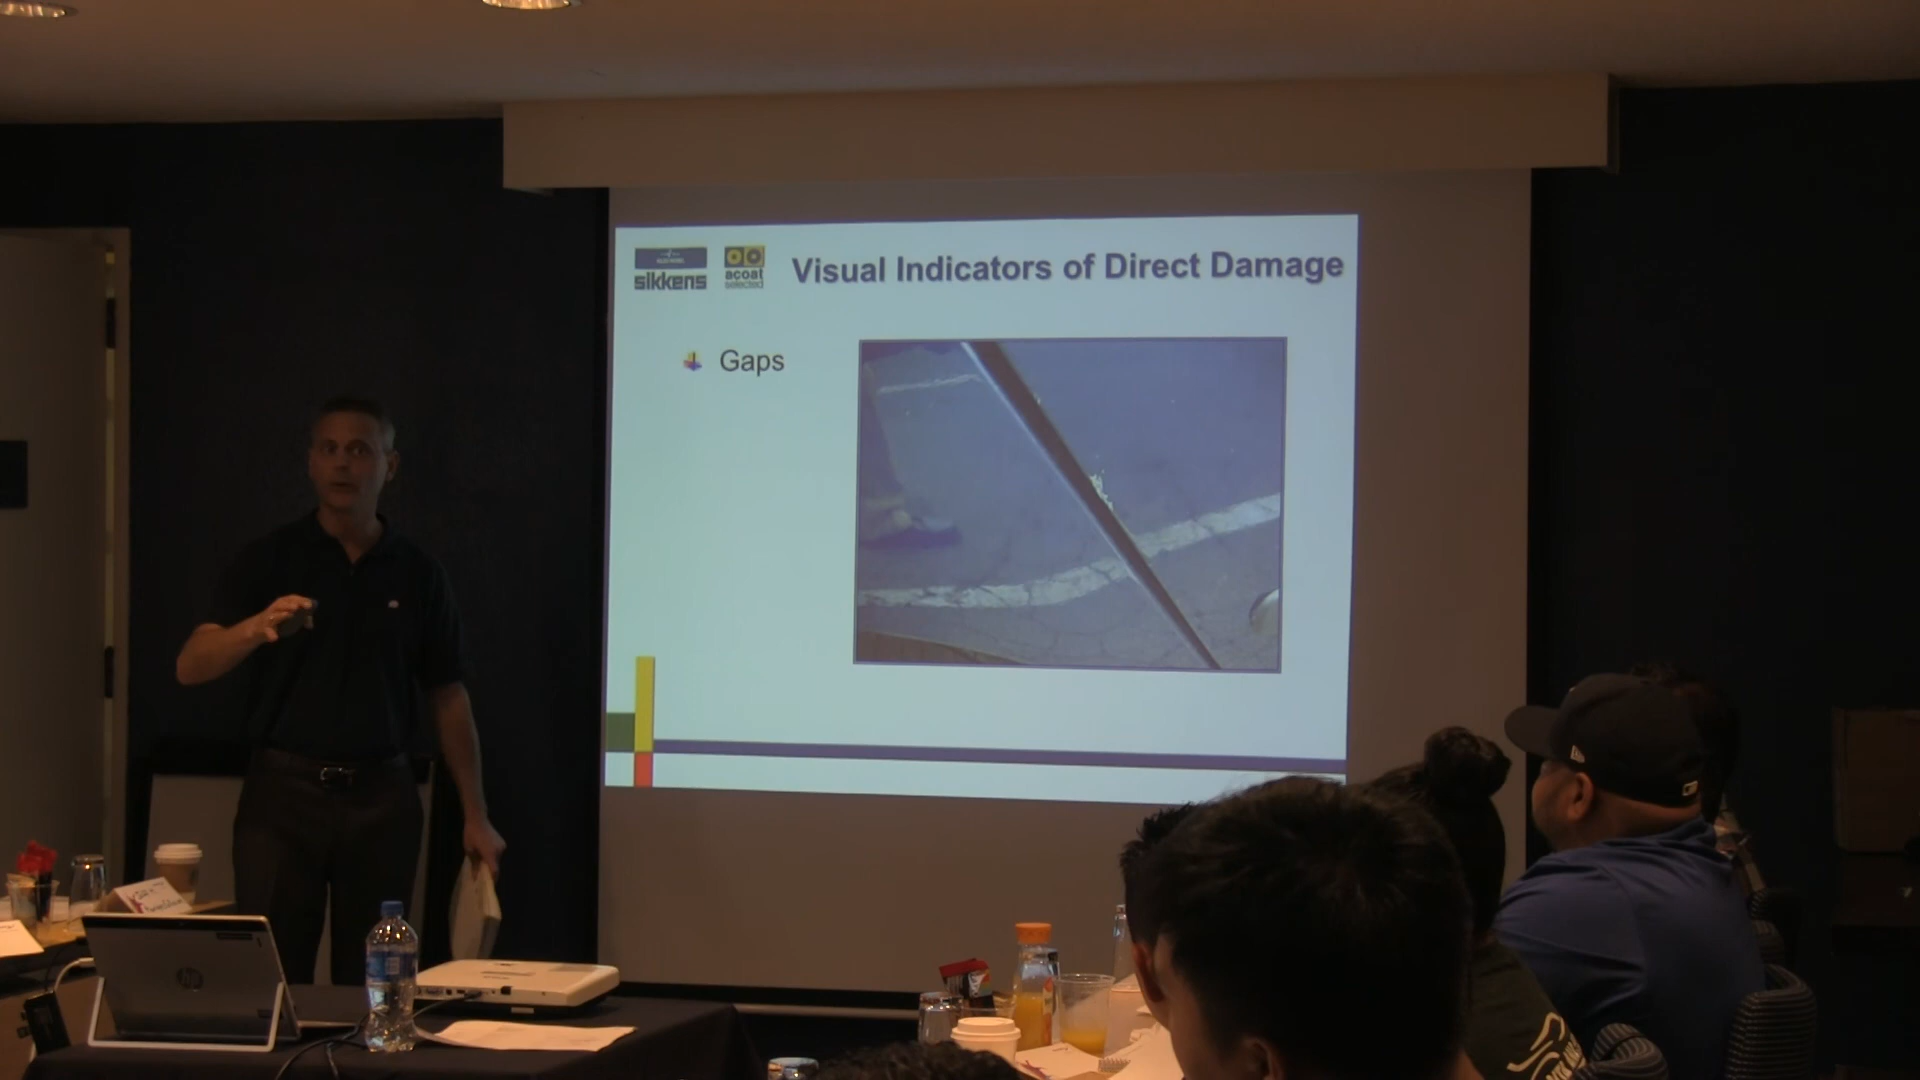 Visual Indicators of Direct Damage
sikkens
acoat
selected
Gaps
hp